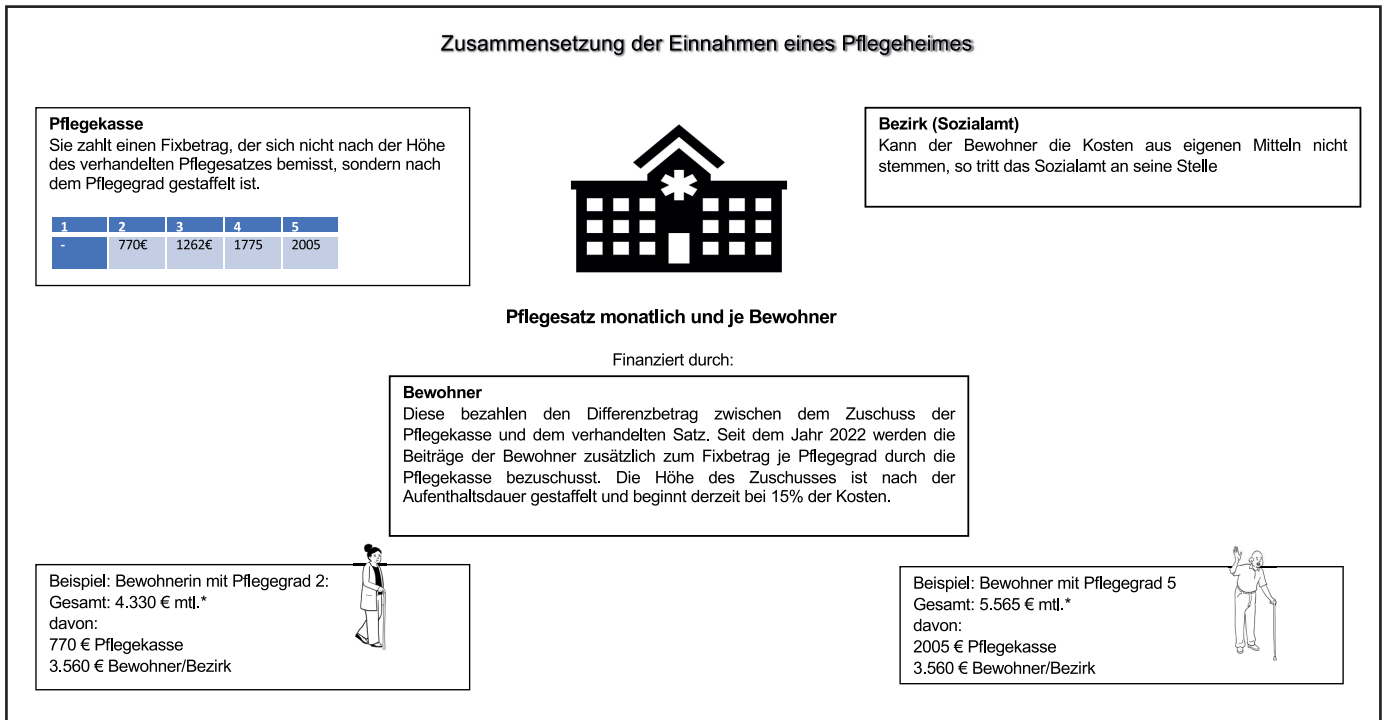 Zusammensetzung der Einnahmen eines Pflegeheimes
Pflegekasse
Sie zahlt einen Fixbetrag, der sich nicht nach der Höhe
des verhandelten Pflegesatzes bemisst, sondern nach
dem Pflegegrad gestaffelt ist.
1 2 3 4 5
- 770€ 1262€ 1775 2005
Bezirk (Sozialamt)
Kann der Bewohner die Kosten aus eigenen Mitteln nicht
stemmen, so tritt das Sozialamt an seine Stelle
Pflegesatz monatlich und je Bewohner
Finanziert durch:
Bewohner
Diese bezahlen den Differenzbetrag zwischen dem Zuschuss der
Pflegekasse und dem verhandelten Satz. Seit dem Jahr 2022 werden die
Beiträge der Bewohner zusätzlich zum Fixbetrag je Pflegegrad durch die
Pflegekasse bezuschusst. Die Höhe des Zuschusses ist nach der
Aufenthaltsdauer gestaffelt und beginnt derzeit bei 15% der Kosten.
Beispiel: Bewohnerin mit Pflegegrad 2:
Gesamt: 4.330 € mtl.*
davon:
770 € Pflegekasse
3.560 € Bewohner/Bezirk
Beispiel: Bewohner mit Pflegegrad 5
Gesamt: 5.565 € mtl.*
davon:
2005 € Pflegekasse
3.560 € Bewohner/Bezirk